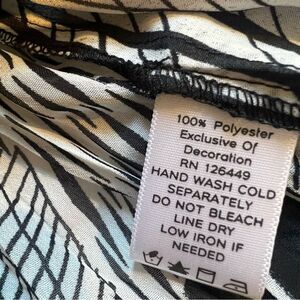 100% Polyester
Exclusive Of
Decoration
RN 126449
HAND WASH COLD
SEPARATELY
DO NOT BLEACH
LINE DRY
LOW IRON IF
NEEDED